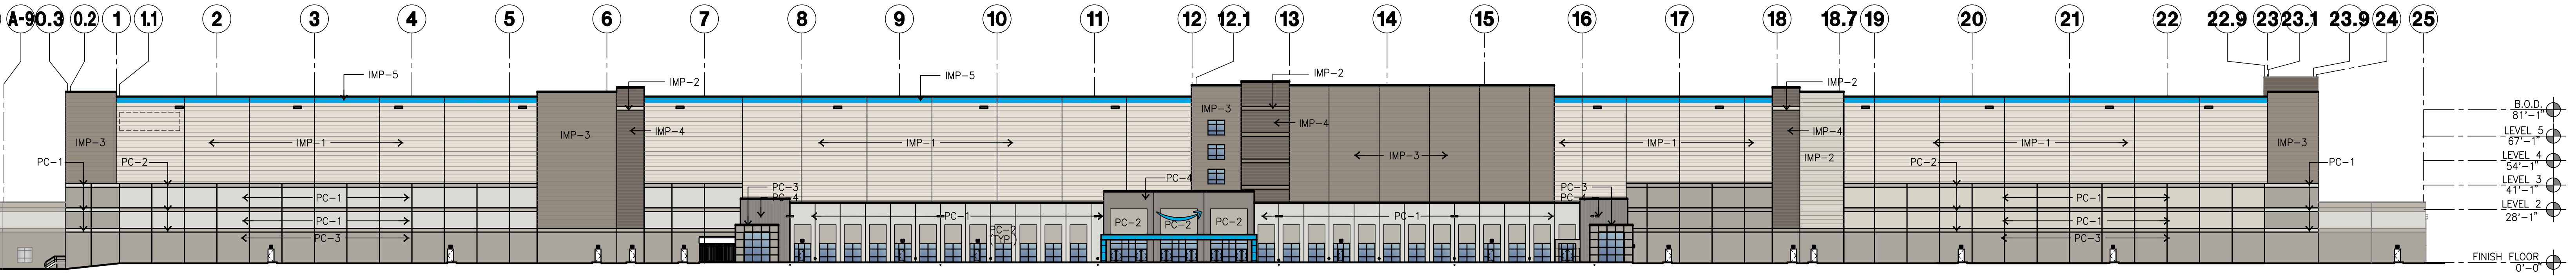 A-9 0.3 0.2 1 1.1 2 3 4 5 6 7 8 9 10 11 12 12.1 13 14 15 16 17 18 18.7 19 20 21 22 22.9 23 23.1 23.9 24 25
IMP-5 IMP-2 IMP-5 IMP-2 IMP-2
B.O.D.
81'-1"
IMP-3 IMP-3
IMP-3 IMP-4 IMP-4 IMP-4
LEVEL 5
67'-1"
IMP-3 IMP-1 IMP-1 IMP-3 IMP-1 IMP-2 IMP-1 IMP-3
LEVEL 4
54'-1"
PC-1 PC-2 PC-2 PC-1
PC-4
LEVEL 3
41'-1"
PC-3 PC-3
PC-4 PC-4
PC-1 PC-1
LEVEL 2
28'-1"
PC-1 PC-1 PC-2 PC-2 PC-2 PC-1 PC-1
PC-2
(TYP.)
PC-3 PC-3
FINISH FLOOR
0'-0"